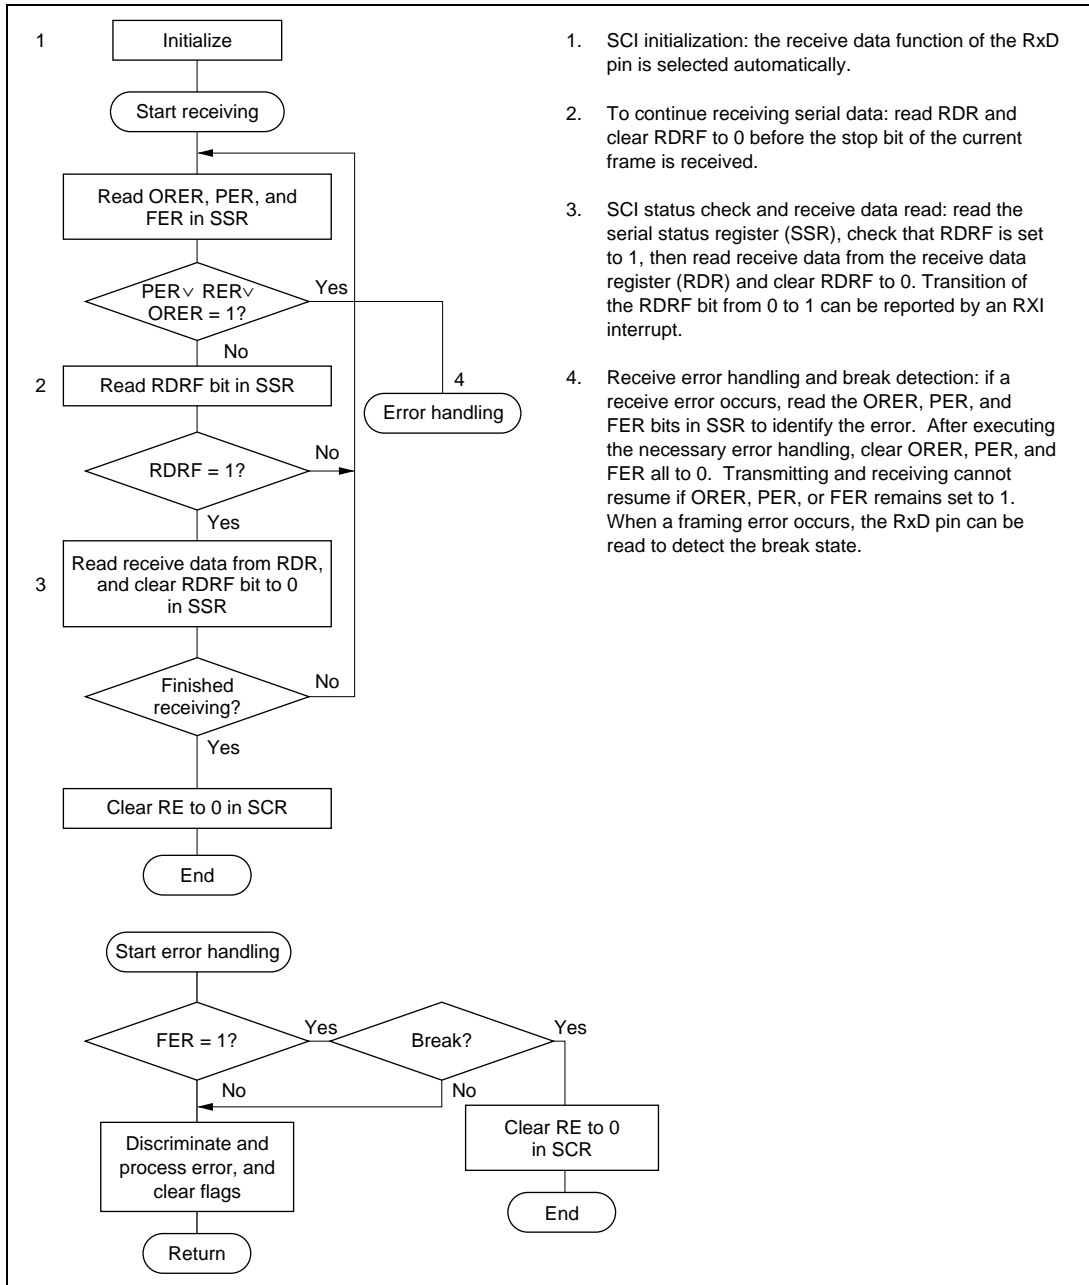 1
Initialize
Start receiving
Read ORER, PER, and
FER in SSR
PER∨ RER∨
ORER = 1?
Yes
No
2
Read RDRF bit in SSR
4
Error handling
RDRF = 1?
No
Yes
3
Read receive data from RDR,
and clear RDRF bit to 0
in SSR
Finished
receiving?
No
Yes
Clear RE to 0 in SCR
End
1. SCI initialization: the receive data function of the RxD
pin is selected automatically.
2. To continue receiving serial data: read RDR and
clear RDRF to 0 before the stop bit of the current
frame is received.
3. SCI status check and receive data read: read the
serial status register (SSR), check that RDRF is set
to 1, then read receive data from the receive data
register (RDR) and clear RDRF to 0. Transition of
the RDRF bit from 0 to 1 can be reported by an RXI
interrupt.
4. Receive error handling and break detection: if a
receive error occurs, read the ORER, PER, and
FER bits in SSR to identify the error. After executing
the necessary error handling, clear ORER, PER, and
FER all to 0. Transmitting and receiving cannot
resume if ORER, PER, or FER remains set to 1.
When a framing error occurs, the RxD pin can be
read to detect the break state.
Start error handling
FER = 1?
Yes
Break?
Yes
No
No
Clear RE to 0
in SCR
End
Discriminate and
process error, and
clear flags
Return